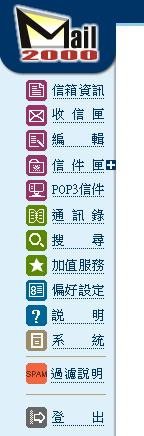 Mail
2000
信箱資訊
收信匣
編輯
信件匣
POP3信件
通訊錄
搜尋
加值服務
偏好設定
?說明
系統
SPAM 過濾說明
登出